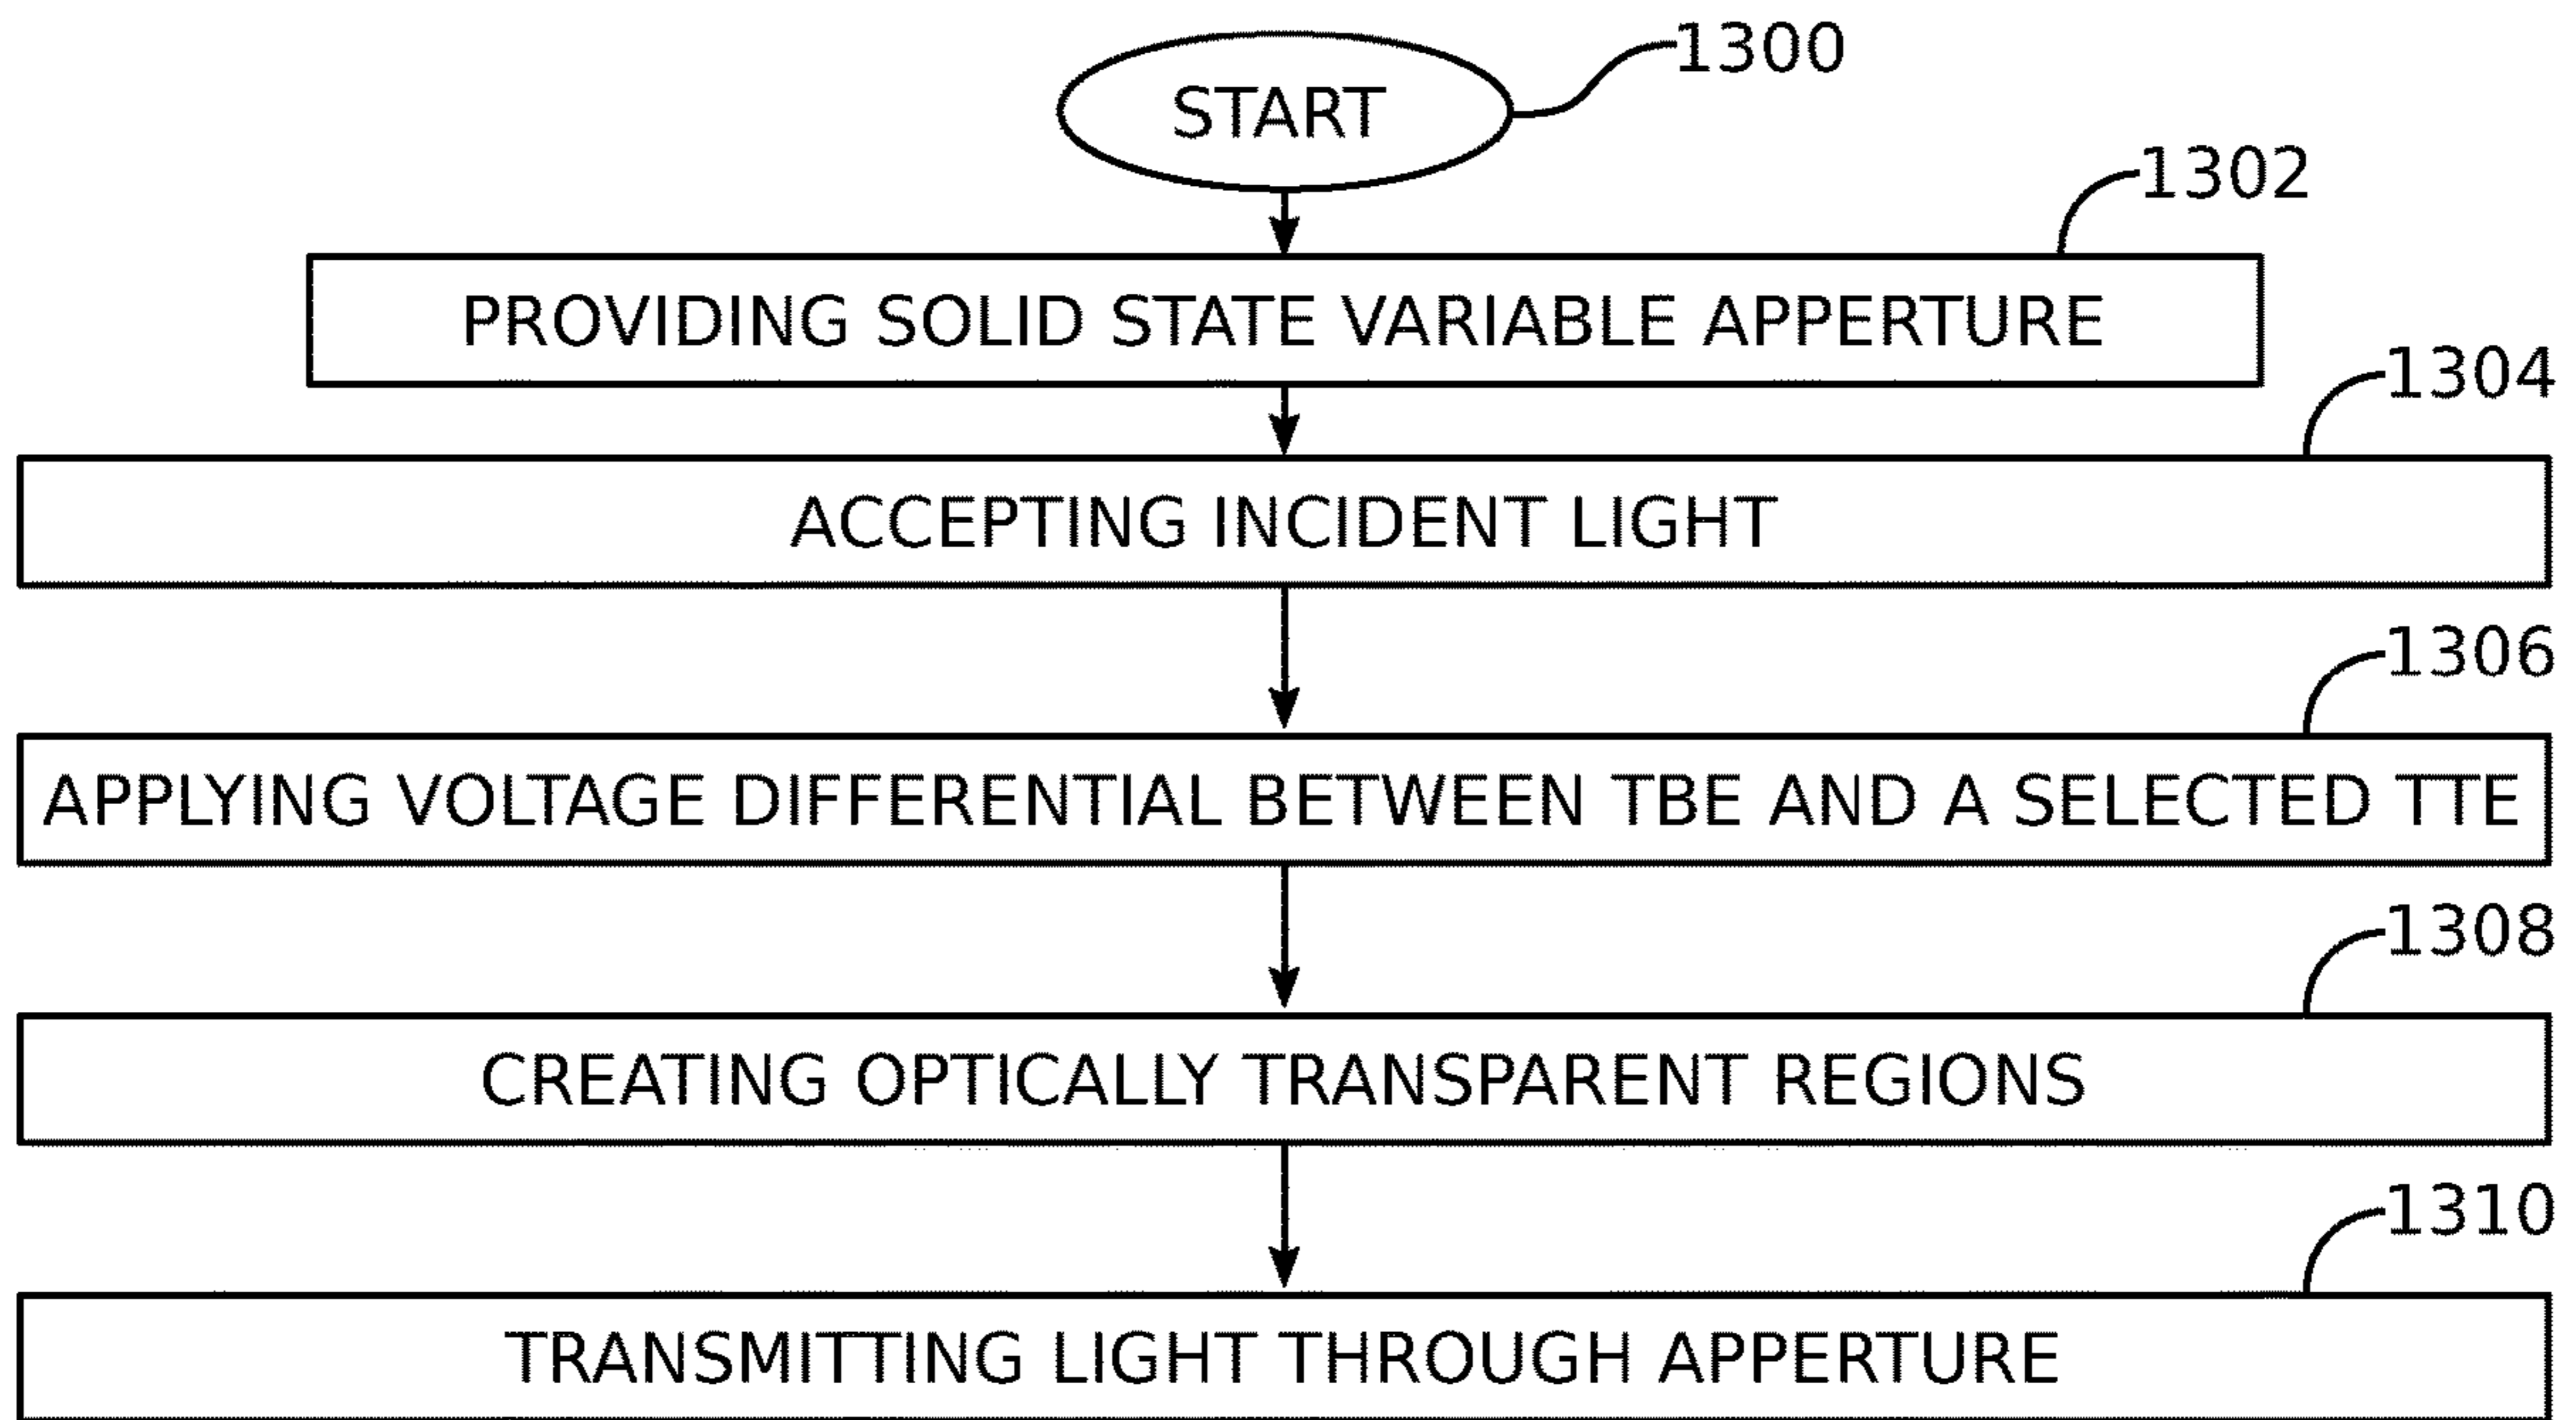 START
1300
1302
PROVIDING SOLID STATE VARIABLE APPERTURE
1304
ACCEPTING INCIDENT LIGHT
1306
APPLYING VOLTAGE DIFFERENTIAL BETWEEN TBE AND A SELECTED TTE
1308
CREATING OPTICALLY TRANSPARENT REGIONS
1310
TRANSMITTING LIGHT THROUGH APPERTURE